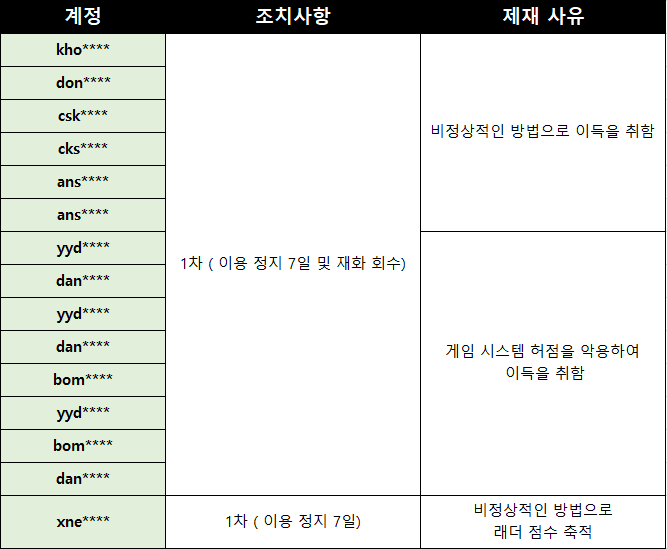 계정 조치사항 제재 사유
kho****
don****
csk****
cks****
ans****
ans****
비정상적인 방법으로 이득을 취함
yyd****
dan****
yyd****
dan****
bom****
yyd****
bom****
dan****
1차 ( 이용 정지 7일 및 재화 회수)
게임 시스템 허점을 악용하여
이득을 취함
xne****
1차 ( 이용 정지 7일)
비정상적인 방법으로
래더 점수 축적